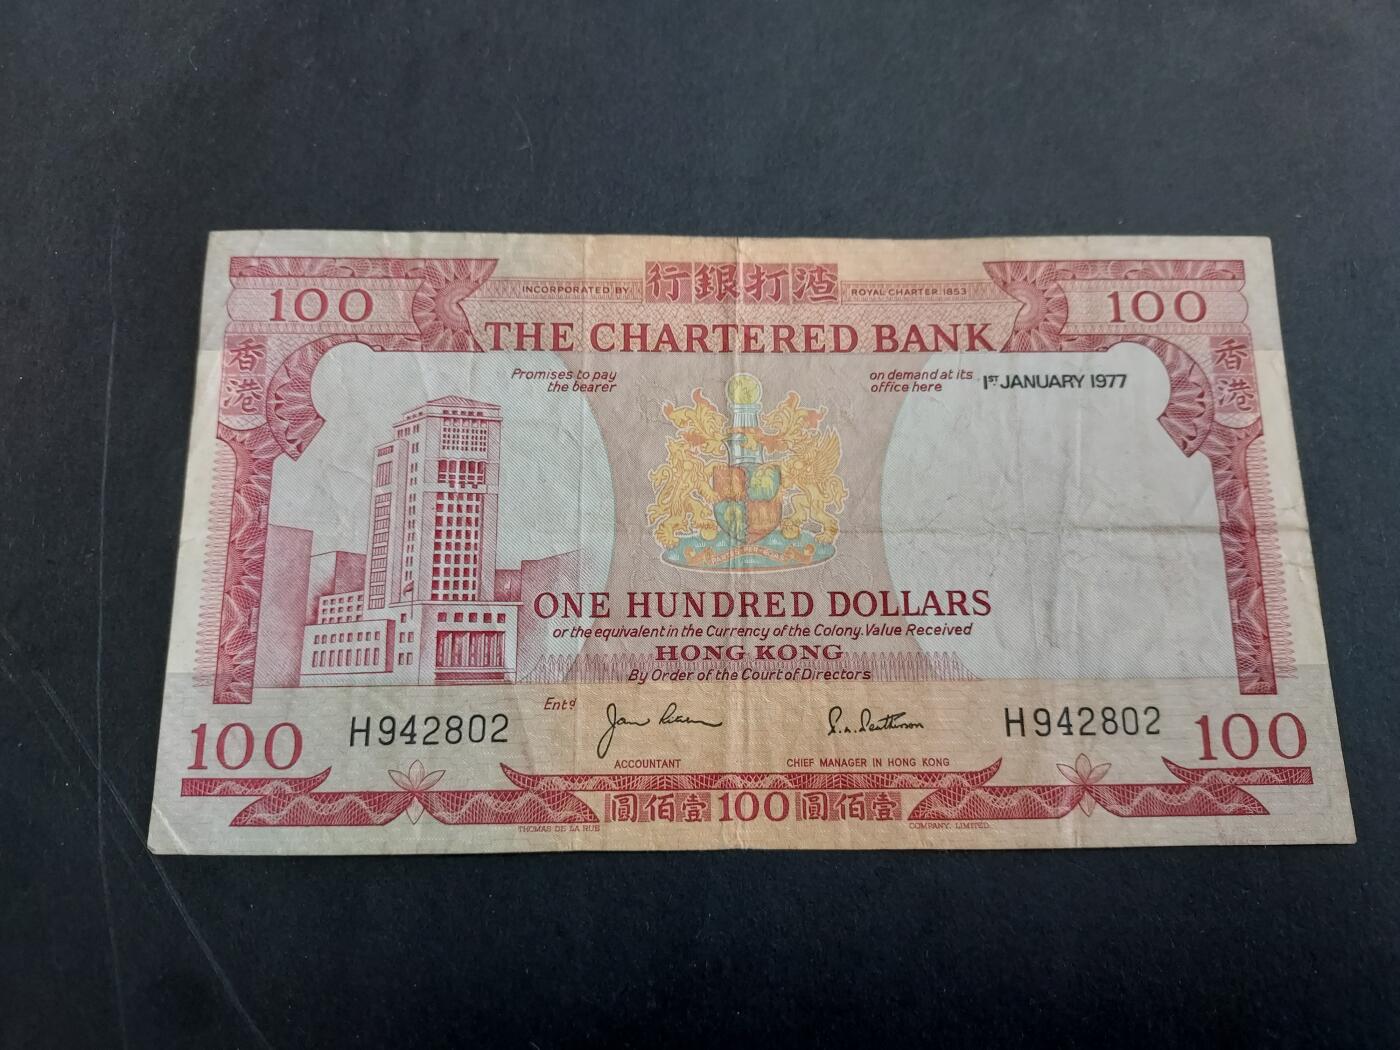 INCORPORATED BY 行銀打渣 ROYAL CHARTER 1853
100 100
THE CHARTERED BANK
香港 香港
Promises to pay the bearer
on demand at its office here
1ST JANUARY 1977
ONE HUNDRED DOLLARS
or the equivalent in the Currency of the Colony. Value Received
HONG KONG
By Order of the Court of Directors
Entd
100 H942802 H942802 100
ACCOUNTANT CHIEF MANAGER IN HONG KONG
圓佰壹 100 圓佰壹
THOMAS DE LA RUE COMPANY, LIMITED.